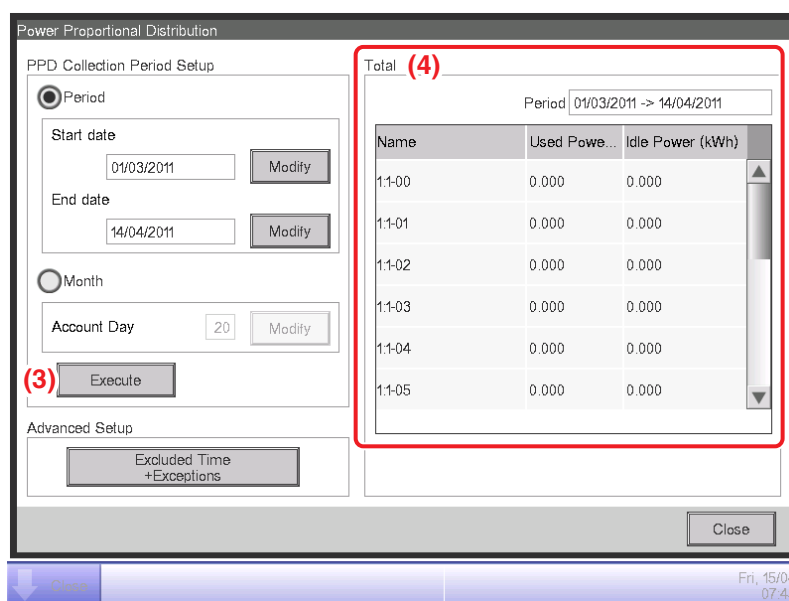 Power Proportional Distribution
PPD Collection Period Setup
Period
Start date
01/03/2011 Modify
End date
14/04/2011 Modify
Month
Account Day 20 Modify
(3) Execute
Advanced Setup
Excluded Time
+Exceptions
Total (4)
Period 01/03/2011 -> 14/04/2011
Name Used Powe... Idle Power (kWh)
1:1-00 0.000 0.000
1:1-01 0.000 0.000
1:1-02 0.000 0.000
1:1-03 0.000 0.000
1:1-04 0.000 0.000
1:1-05 0.000 0.000
Close
Close
Fri, 15/0
07:4